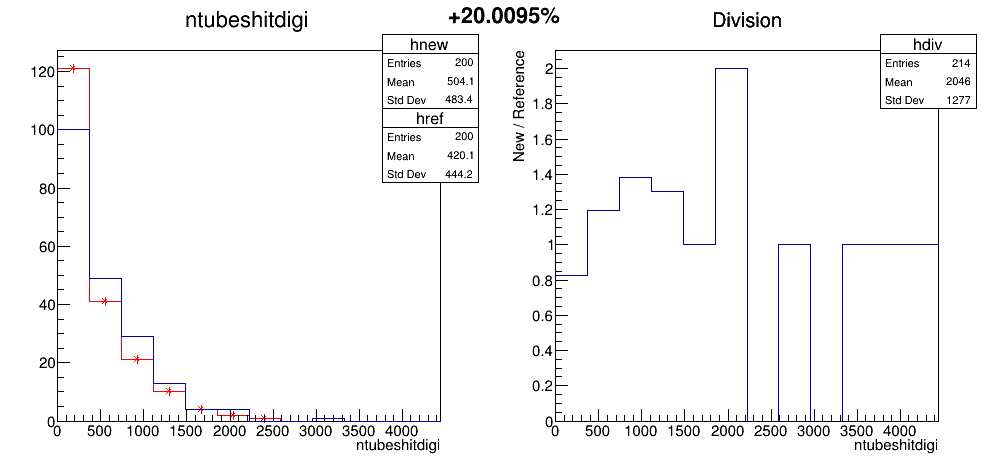 +20.0095%
ntubeshitdigi
hnew
Entries 200
Mean 504.1
Std Dev 483.4
href
Entries 200
Mean 420.1
Std Dev 444.2
120
100
80
60
40
20
0
0 500 1000 1500 2000 2500 3000 3500 4000
ntubeshitdigi
Division
hdiv
Entries 214
Mean 2046
Std Dev 1277
New / Reference
2
1.8
1.6
1.4
1.2
1
0.8
0.6
0.4
0.2
0
0 500 1000 1500 2000 2500 3000 3500 4000
ntubeshitdigi